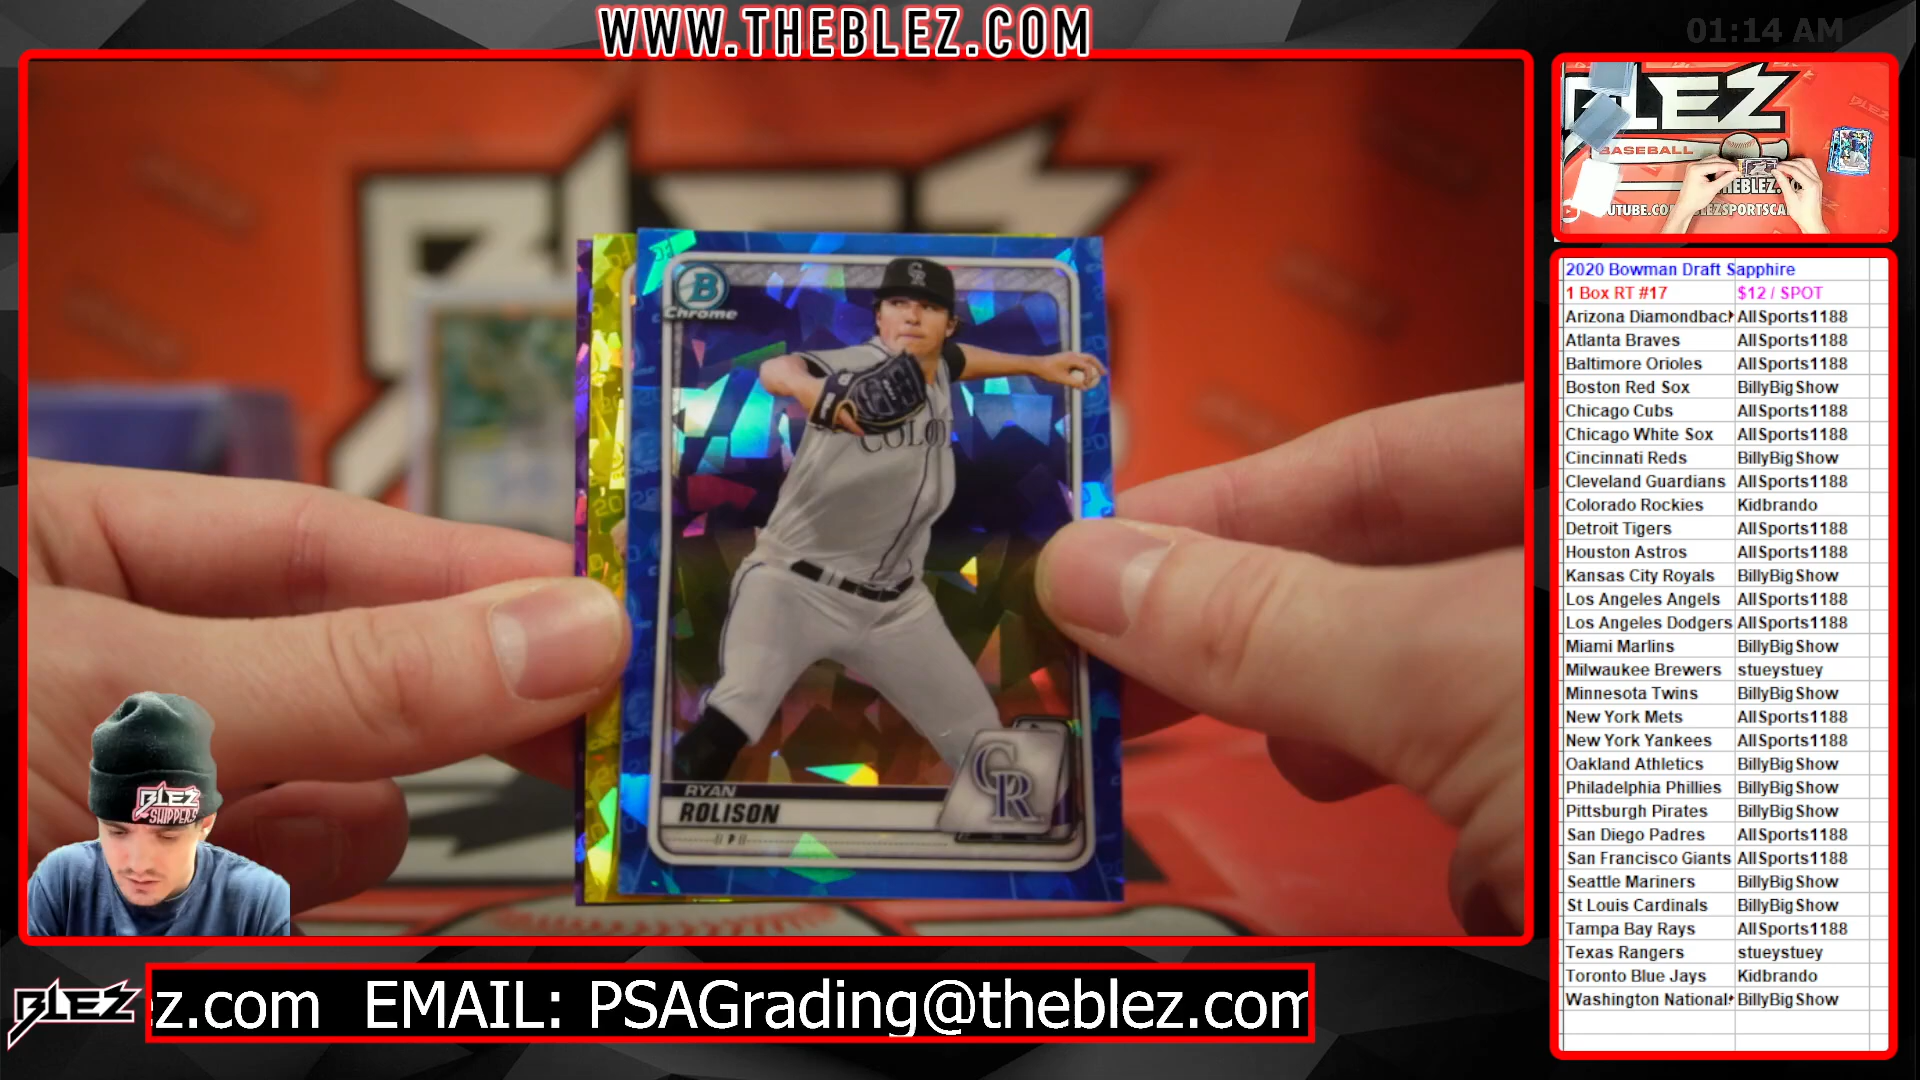 WWW.THEBLEZ.COM
01:14 AM
BLEZ
BASEBALL
B
Chrome
CR
COLO
RYAN
ROLISON
P
CR
BLEZ
SHIPPERS
2020 Bowman Draft Sapphire
1 Box RT #17 $12 / SPOT
Arizona Diamondback AllSports1188
Atlanta Braves AllSports1188
Baltimore Orioles AllSports1188
Boston Red Sox BillyBigShow
Chicago Cubs AllSports1188
Chicago White Sox AllSports1188
Cincinnati Reds BillyBigShow
Cleveland Guardians AllSports1188
Colorado Rockies Kidbrando
Detroit Tigers AllSports1188
Houston Astros AllSports1188
Kansas City Royals BillyBigShow
Los Angeles Angels AllSports1188
Los Angeles Dodgers AllSports1188
Miami Marlins BillyBigShow
Milwaukee Brewers stueystuey
Minnesota Twins BillyBigShow
New York Mets AllSports1188
New York Yankees AllSports1188
Oakland Athletics BillyBigShow
Philadelphia Phillies BillyBigShow
Pittsburgh Pirates BillyBigShow
San Diego Padres AllSports1188
San Francisco Giants AllSports1188
Seattle Mariners BillyBigShow
St Louis Cardinals BillyBigShow
Tampa Bay Rays AllSports1188
Texas Rangers stueystuey
Toronto Blue Jays Kidbrando
Washington National BillyBigShow
BLEZ
z.com EMAIL: PSAGrading@theblez.com